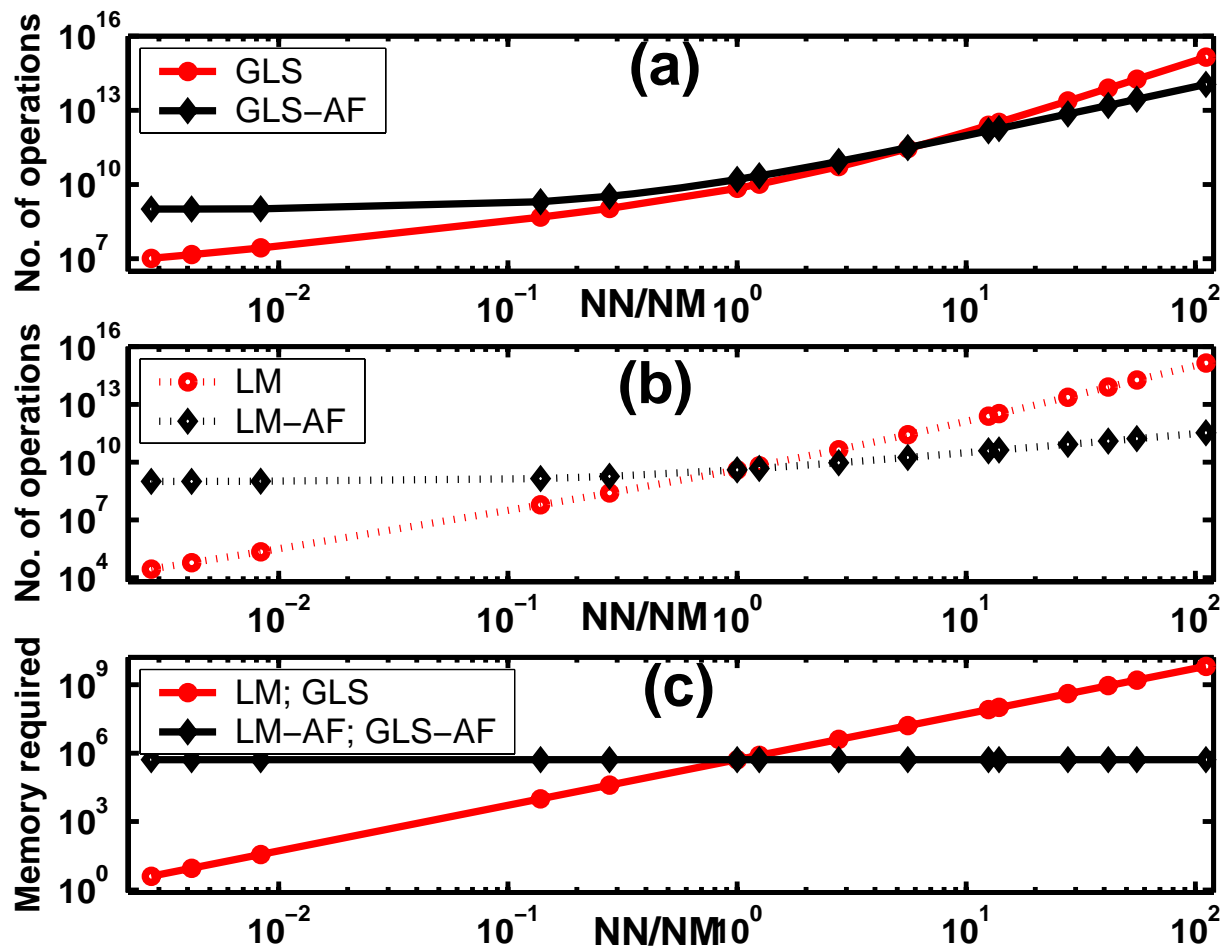 No. of operations
10^16
10^13
10^10
10^7
GLS
GLS−AF
(a)
10^−2
10^−1
NN/NM
10^0
10^1
10^2
No. of operations
10^16
10^13
10^10
10^7
10^4
LM
LM−AF
(b)
10^−2
10^−1
NN/NM
10^0
10^1
10^2
Memory required
10^9
10^6
10^3
10^0
LM; GLS
LM−AF; GLS−AF
(c)
10^−2
10^−1
NN/NM
10^0
10^1
10^2